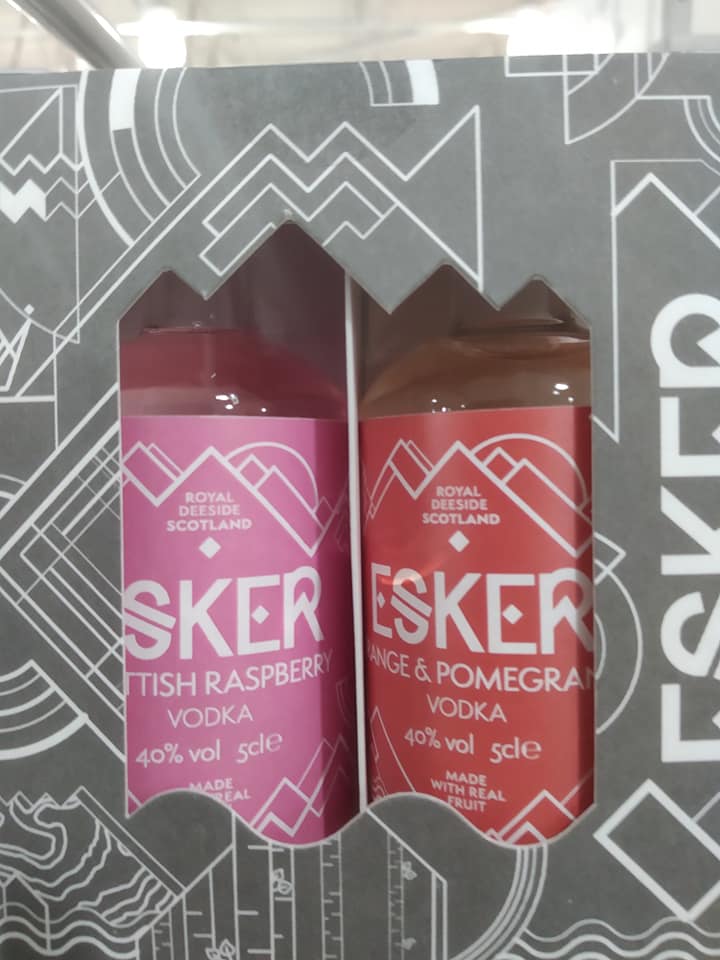 ROYAL
DEESIDE
SCOTLAND
SKER
TTISH RASPBERRY
VODKA
40% vol 5cle
MADE
REAL
ROYAL
DEESIDE
SCOTLAND
ESKER
ANGE & POMEGRAN
VODKA
40% vol 5cle
MADE
WITH REAL
FRUIT
ESKER